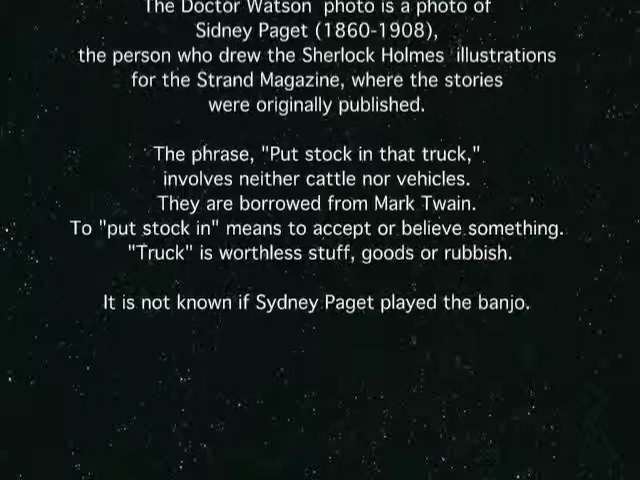 The Doctor Watson photo is a photo of
Sidney Paget (1860-1908),
the person who drew the Sherlock Holmes illustrations
for the Strand Magazine, where the stories
were originally published.
The phrase, "Put stock in that truck,"
involves neither cattle nor vehicles.
They are borrowed from Mark Twain.
To "put stock in" means to accept or believe something.
"Truck" is worthless stuff, goods or rubbish.
It is not known if Sydney Paget played the banjo.